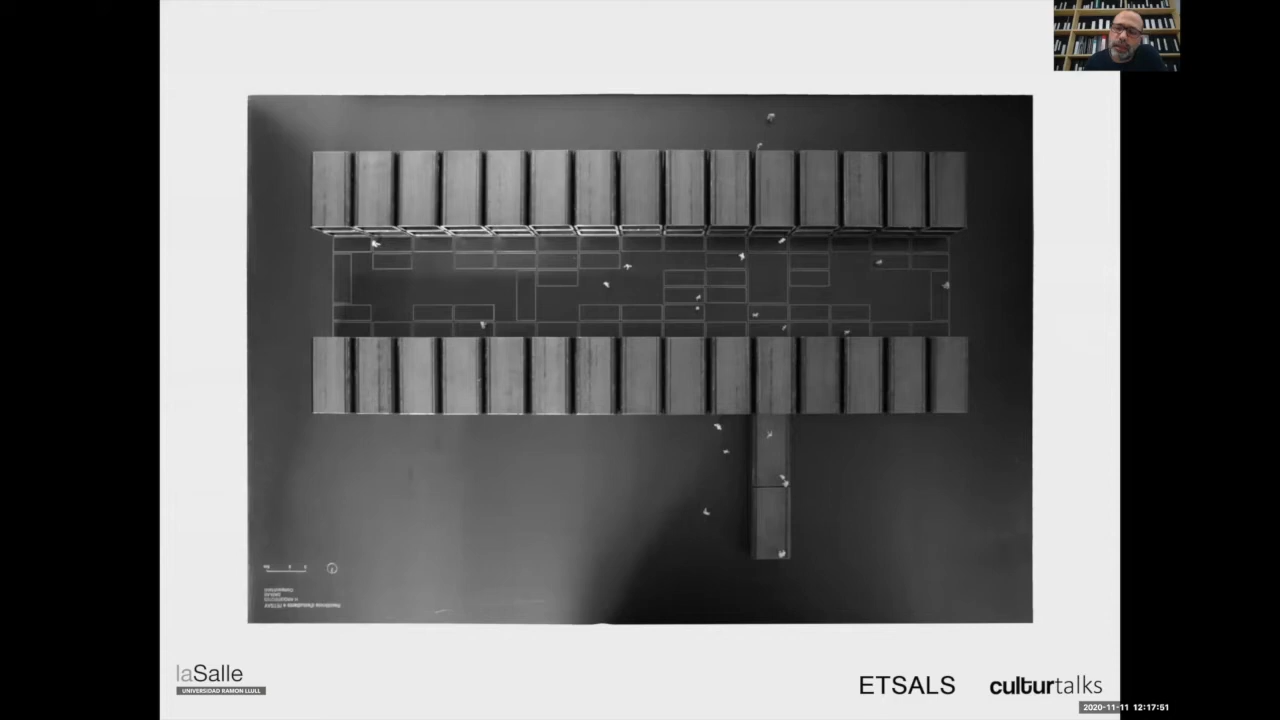 laSalle
UNIVERSIDAD RAMON LLULL
ETSALS
culturtalks
2020-11-11 12:17:51